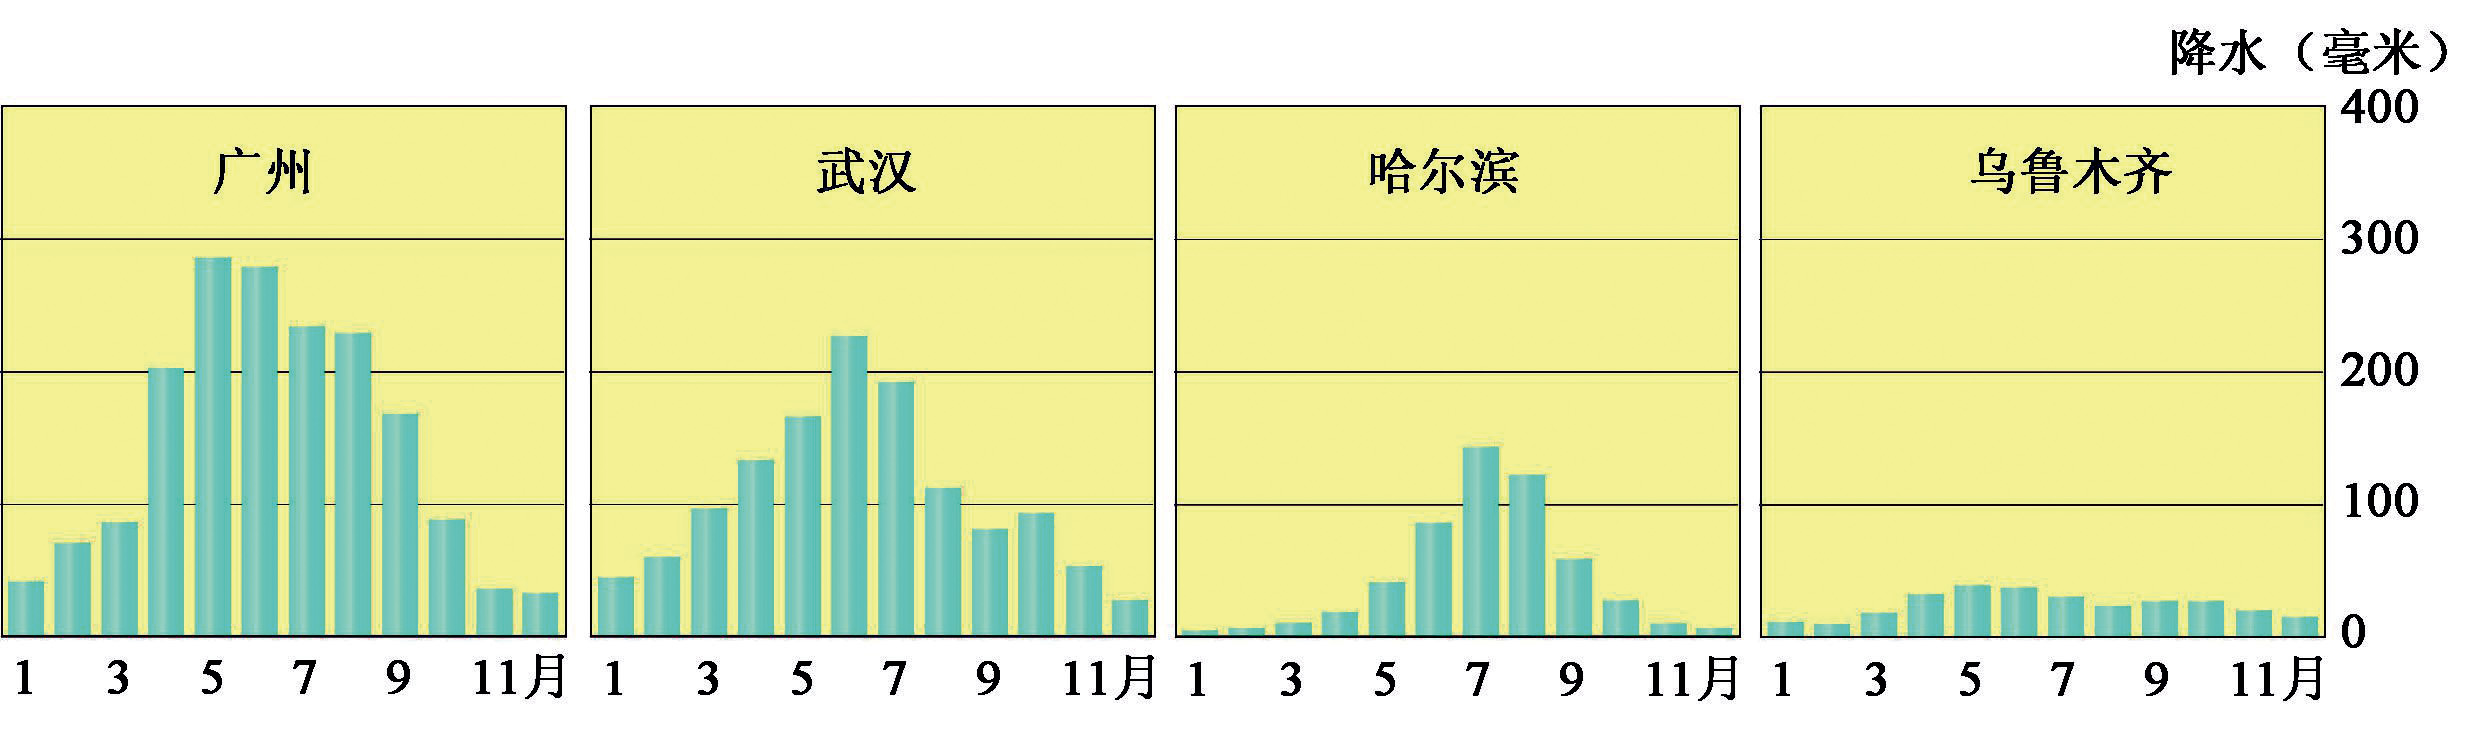 降水（毫米）
广州
武汉
哈尔滨
乌鲁木齐
400
300
200
100
0
1 3 5 7 9 11月
1 3 5 7 9 11月
1 3 5 7 9 11月
1 3 5 7 9 11月